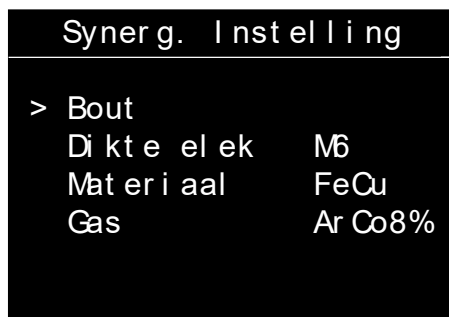 Synerg. Instelling
> Bout
Dikte elek M6
Materiaal FeCu
Gas ArCo8%